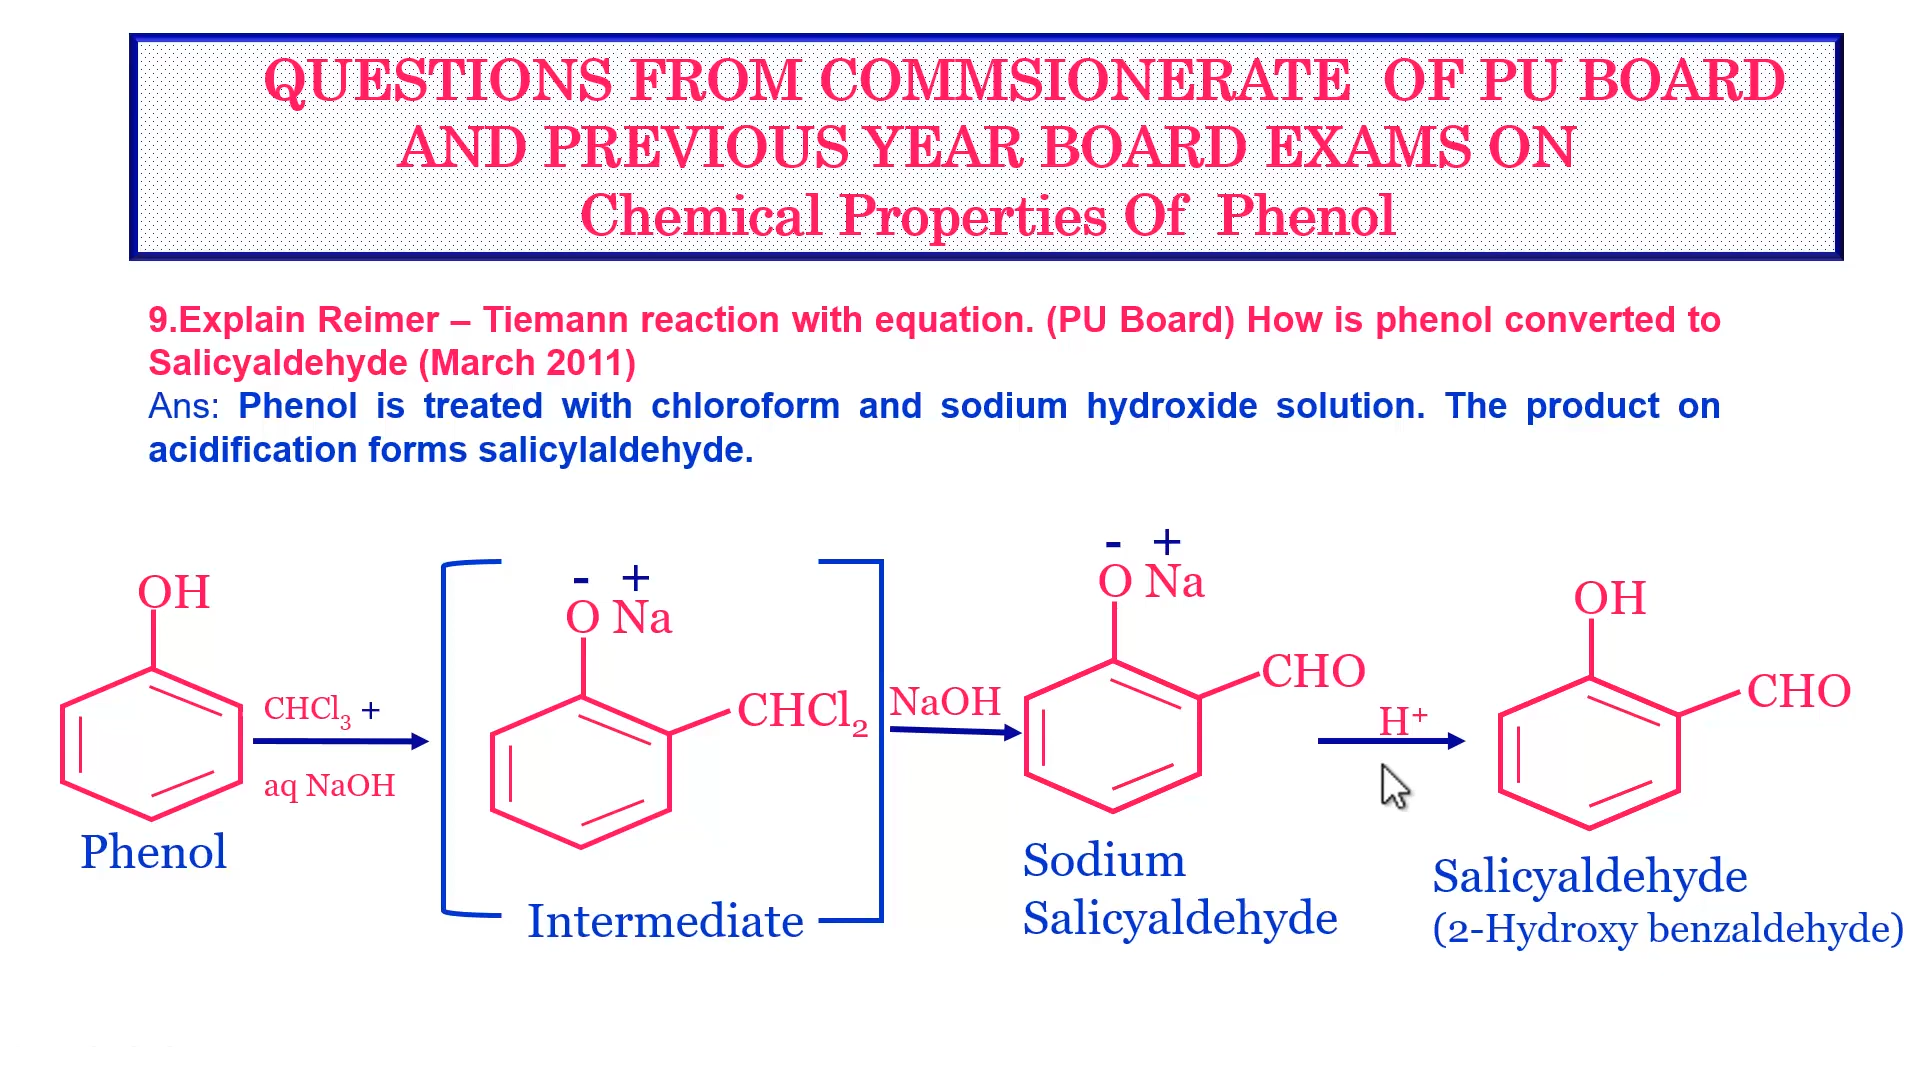 QUESTIONS FROM COMMSIONERATE OF PU BOARD
AND PREVIOUS YEAR BOARD EXAMS ON
Chemical Properties Of Phenol
9.Explain Reimer – Tiemann reaction with equation. (PU Board) How is phenol converted to
Salicyaldehyde (March 2011)
Ans: Phenol is treated with chloroform and sodium hydroxide solution. The product on
acidification forms salicylaldehyde.
OH
CHCl₃ +
aq NaOH
Phenol
- +
O Na
CHCl₂
Intermediate
NaOH
- +
O Na
CHO
Sodium
Salicyaldehyde
H⁺
OH
CHO
Salicyaldehyde
(2-Hydroxy benzaldehyde)